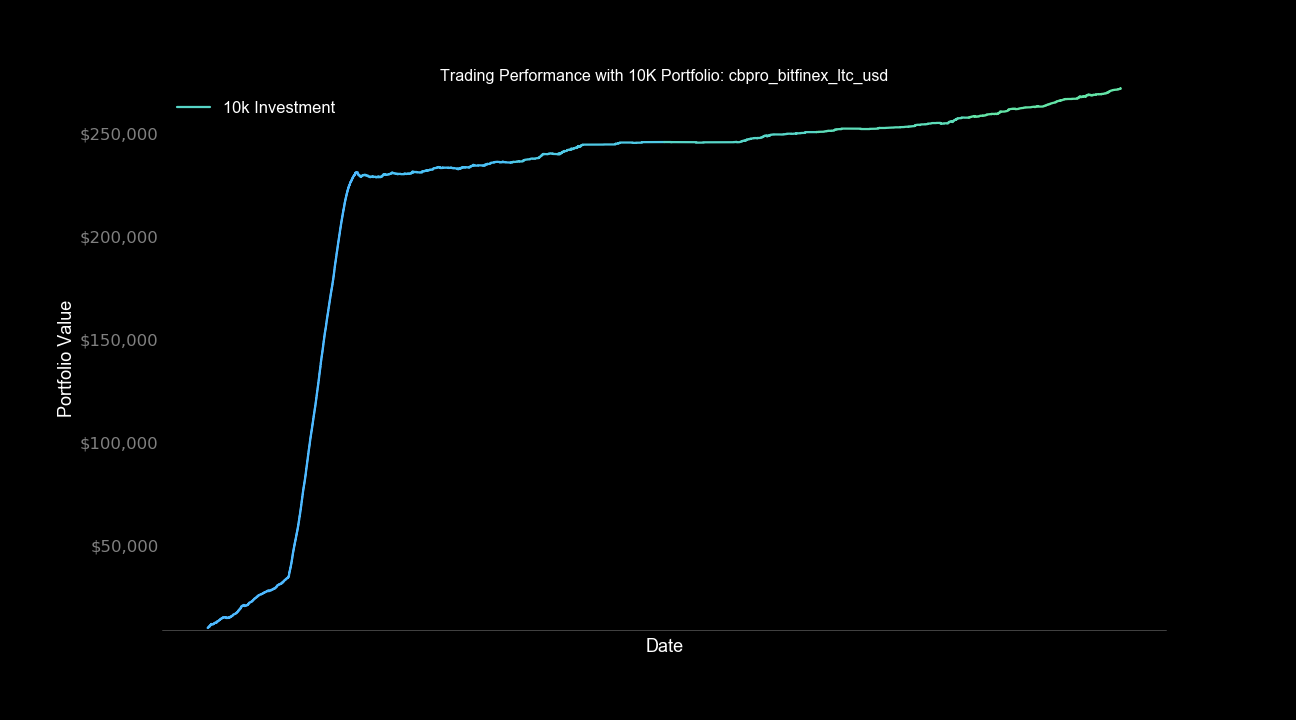 Trading Performance with 10K Portfolio: cbpro_bitfinex_ltc_usd
10k Investment
$250,000
$200,000
$150,000
$100,000
$50,000
Portfolio Value
Date